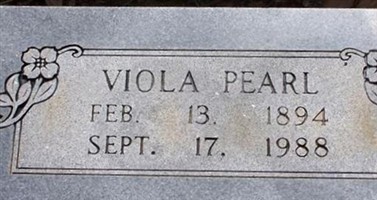 VIOLA PEARL
FEB. 13. 1894
SEPT. 17. 1988